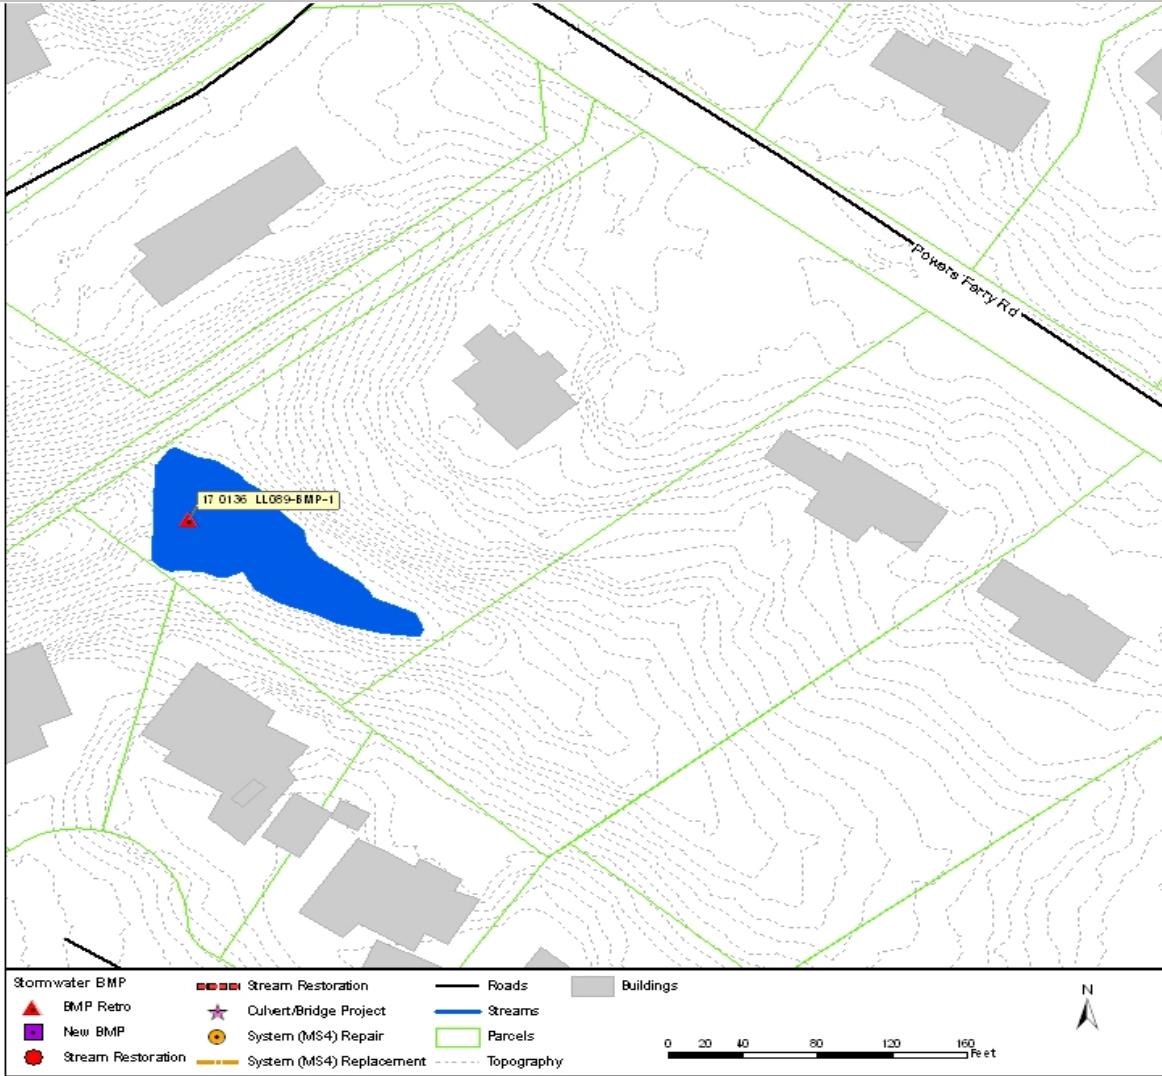 Powers Ferry Rd
17 0136 LL089-BMP-1
Stormwater BMP
BMP Retro
New BMP
Stream Restoration
Stream Restoration
Culvert/Bridge Project
System (MS4) Repair
System (MS4) Replacement
Roads
Streams
Parcels
Topography
Buildings
N
0 20 40 80 120 160
Feet